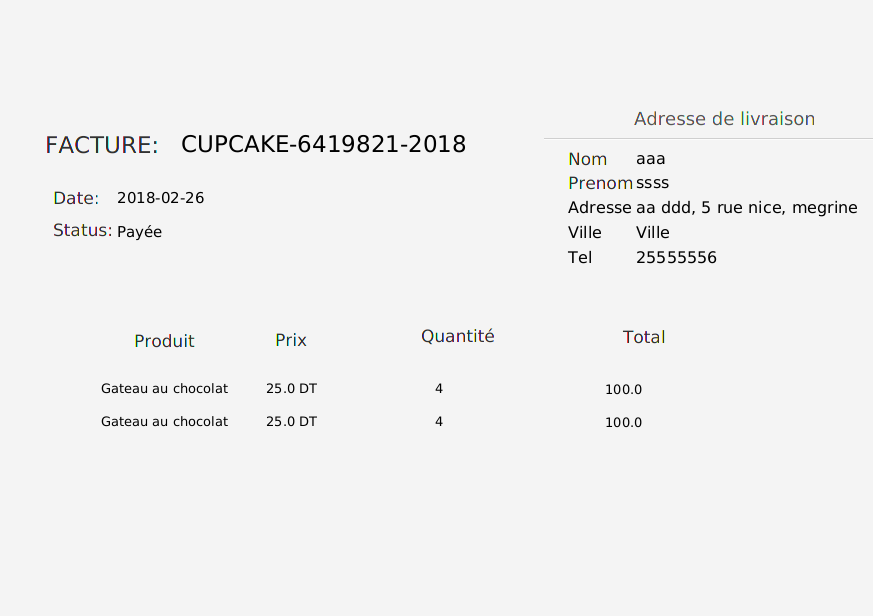 FACTURE: CUPCAKE-6419821-2018
Date: 2018-02-26
Status: Payée
Adresse de livraison
Nom aaa
Prenom ssss
Adresse aa ddd, 5 rue nice, megrine
Ville Ville
Tel 25555556
Produit Prix Quantité Total
Gateau au chocolat 25.0 DT 4 100.0
Gateau au chocolat 25.0 DT 4 100.0